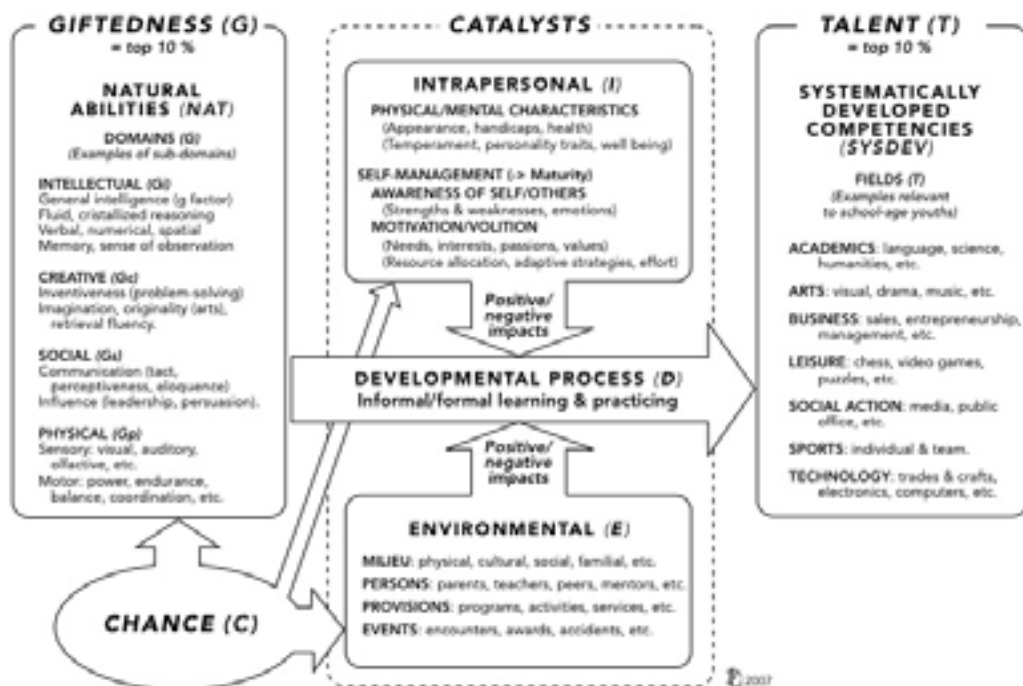 GIFTEDNESS (G)
= top 10 %
NATURAL
ABILITIES (NAT)
DOMAINS (G)
(Examples of sub-domains)
INTELLECTUAL (Gi)
General intelligence (g factor)
Fluid, cristallized reasoning
Verbal, numerical, spatial
Memory, sense of observation
CREATIVE (Gc)
Inventiveness (problem-solving)
Imagination, originality (arts),
retrieval fluency.
SOCIAL (Gs)
Communication (tact,
perceptiveness, eloquence)
Influence (leadership, persuasion).
PHYSICAL (Gp)
Sensory: visual, auditory,
olfactive, etc.
Motor: power, endurance,
balance, coordination, etc.
CHANCE (C)
CATALYSTS
INTRAPERSONAL (I)
PHYSICAL/MENTAL CHARACTERISTICS
(Appearance, handicaps, health)
(Temperament, personality traits, well being)
SELF-MANAGEMENT (-> Maturity)
AWARENESS OF SELF/OTHERS
(Strengths & weaknesses, emotions)
MOTIVATION/VOLITION
(Needs, interests, passions, values)
(Resource allocation, adaptive strategies, effort)
Positive/
negative
impacts
DEVELOPMENTAL PROCESS (D)
Informal/formal learning & practicing
Positive/
negative
impacts
ENVIRONMENTAL (E)
MILIEU: physical, cultural, social, familial, etc.
PERSONS: parents, teachers, peers, mentors, etc.
PROVISIONS: programs, activities, services, etc.
EVENTS: encounters, awards, accidents, etc.
TALENT (T)
= top 10 %
SYSTEMATICALLY
DEVELOPED
COMPETENCIES
(SYSDEV)
FIELDS (T)
(Examples relevant
to school-age youths)
ACADEMICS: language, science,
humanities, etc.
ARTS: visual, drama, music, etc.
BUSINESS: sales, entrepreneurship,
management, etc.
LEISURE: chess, video games,
puzzles, etc.
SOCIAL ACTION: media, public
office, etc.
SPORTS: individual & team.
TECHNOLOGY: trades & crafts,
electronics, computers, etc.
2007